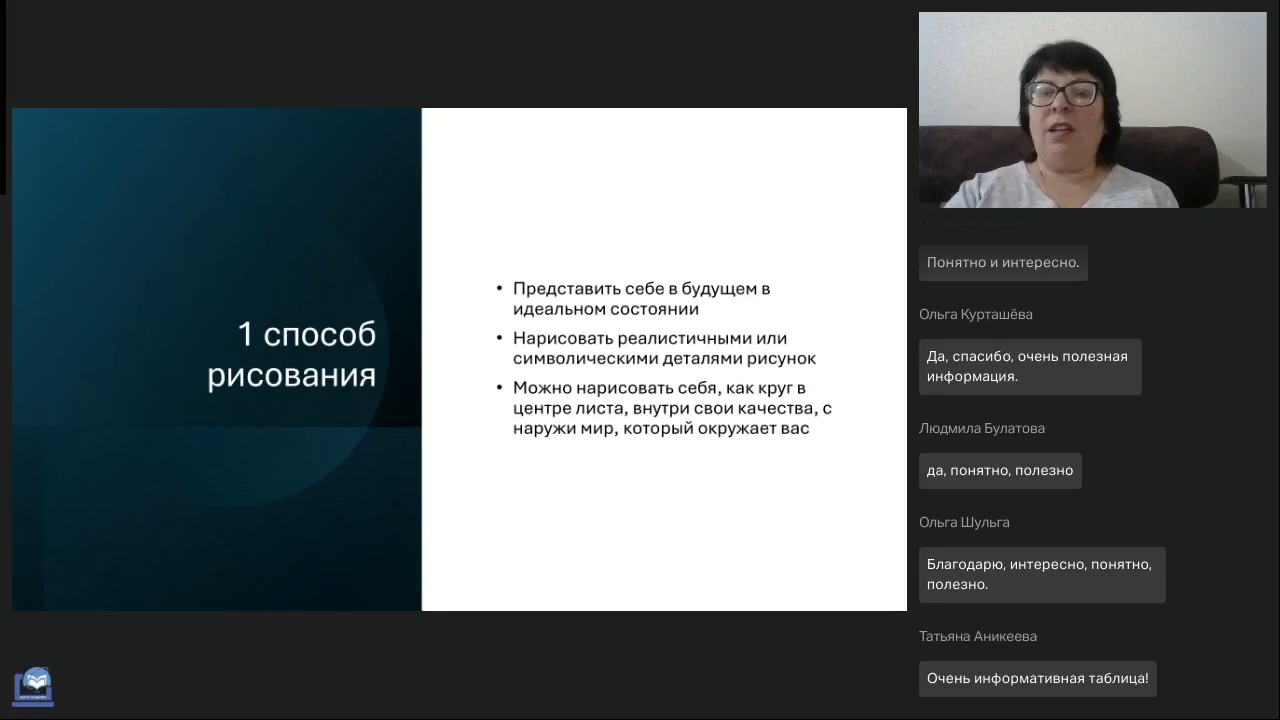 1 способ
рисования
• Представить себе в будущем в
идеальном состоянии
• Нарисовать реалистичными или
символическими деталями рисунок
• Можно нарисовать себя, как круг в
центре листа, внутри свои качества, с
наружи мир, который окружает вас
Понятно и интересно.
Ольга Курташёва
Да, спасибо, очень полезная
информация.
Людмила Булатова
да, понятно, полезно
Ольга Шульга
Благодарю, интересно, понятно,
полезно.
Татьяна Аникеева
Очень информативная таблица!